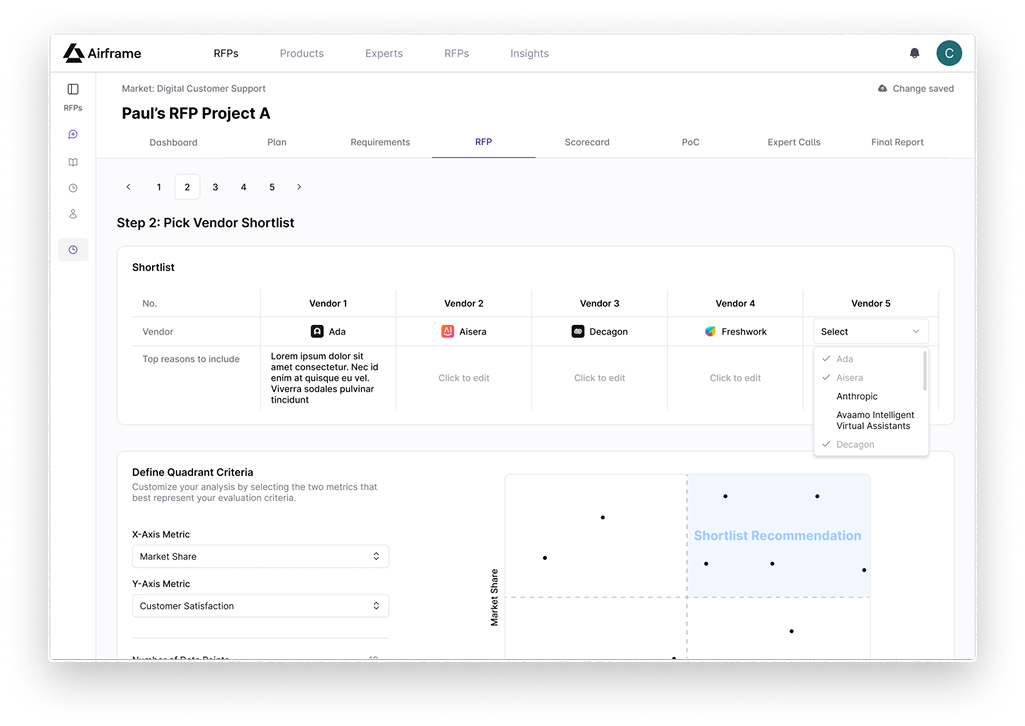 Airframe
RFPs
Products
Experts
RFPs
Insights
C
RFPs
Market: Digital Customer Support
Change saved
Paul’s RFP Project A
Dashboard
Plan
Requirements
RFP
Scorecard
PoC
Expert Calls
Final Report
1
2
3
4
5
Step 2: Pick Vendor Shortlist
Shortlist
No.
Vendor 1
Vendor 2
Vendor 3
Vendor 4
Vendor 5
Vendor
Ada
Aisera
Decagon
Freshwork
Select
Top reasons to include
Lorem ipsum dolor sit
amet consectetur. Nec id
enim at quisque eu vel.
Viverra sodales pulvinar
tincidunt
Click to edit
Click to edit
Click to edit
Ada
Aisera
Anthropic
Avaamo Intelligent
Virtual Assistants
Decagon
Define Quadrant Criteria
Customize your analysis by selecting the two metrics that
best represent your evaluation criteria.
X-Axis Metric
Market Share
Y-Axis Metric
Customer Satisfaction
Number of Data Points
10
Market Share
Shortlist Recommendation